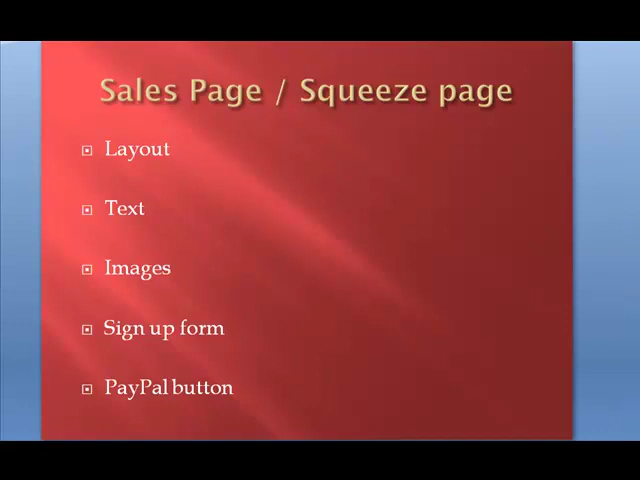 Sales Page / Squeeze page
Layout
Text
Images
Sign up form
PayPal button